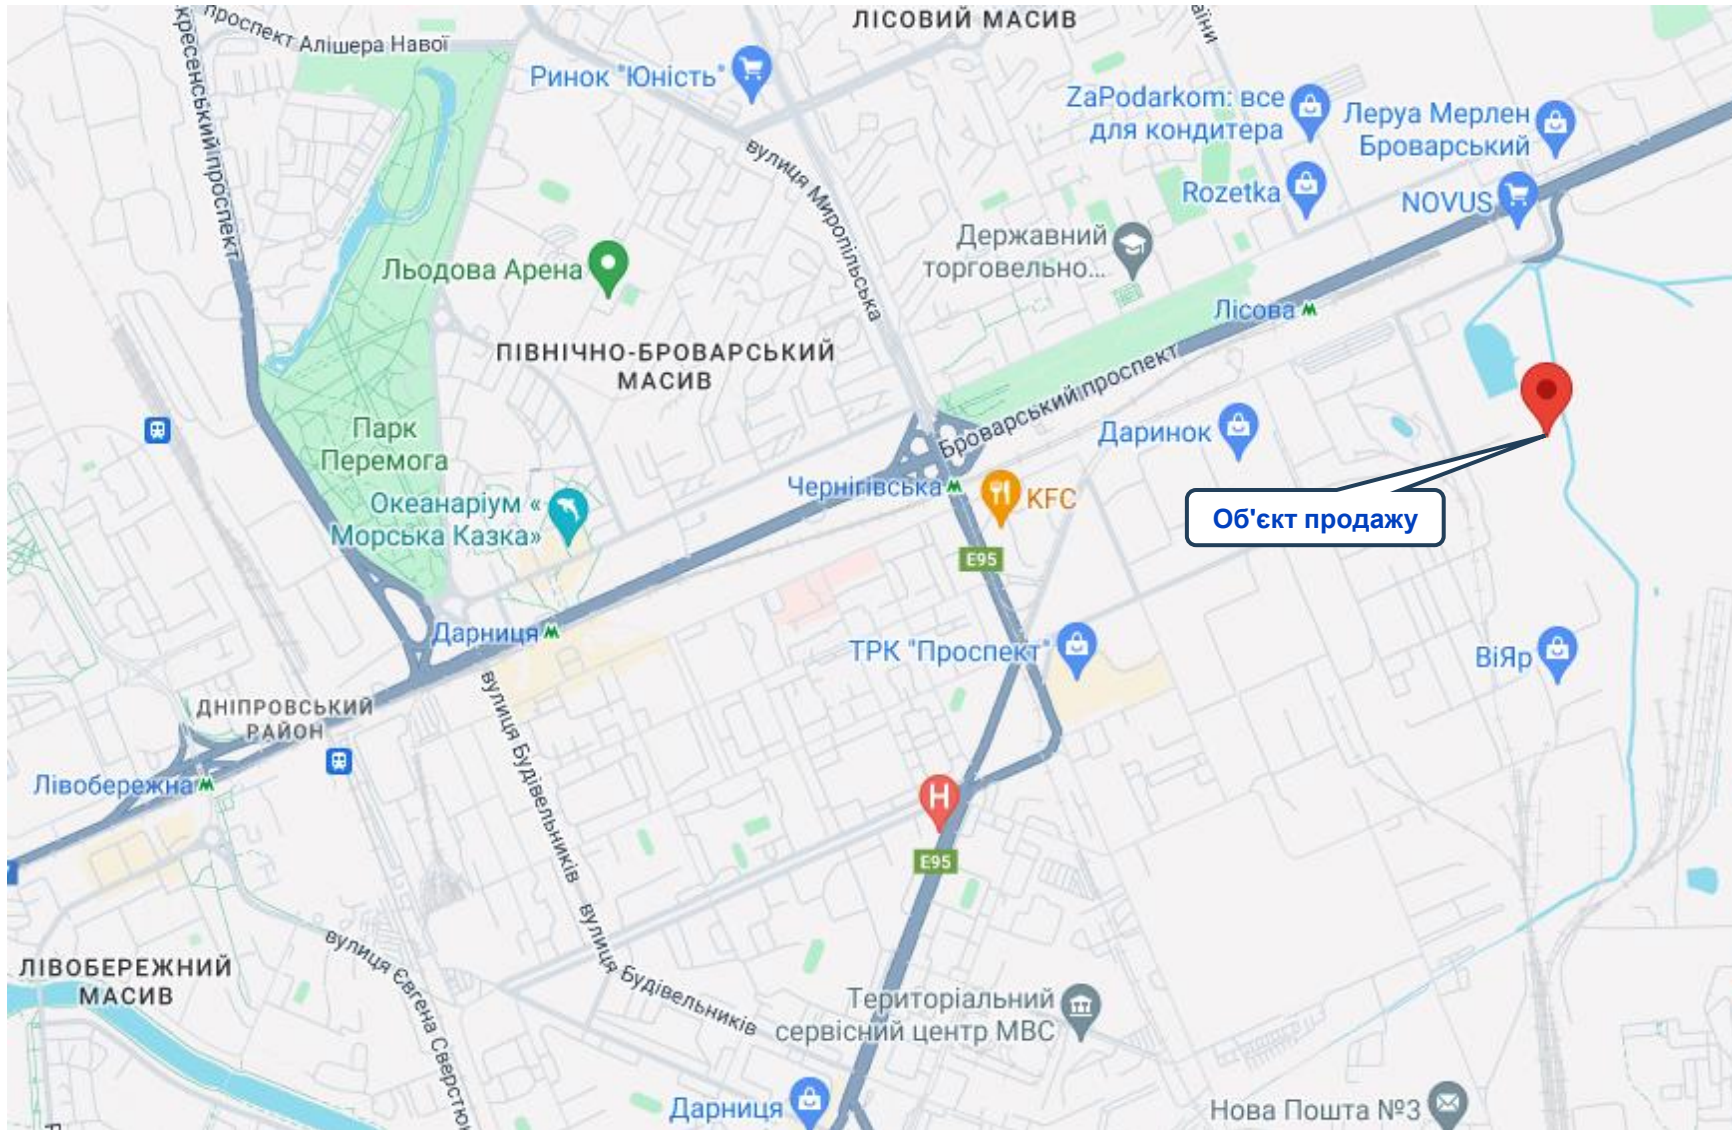 проспект Алішера Навої
ЛІСОВИЙ МАСИВ
Ринок "Юність"
ZaPodarkom: все
для кондитера
Леруа Мерлен
Броварський
Rozetka
NOVUS
вулиця Миропільська
Державний
торговельно...
Льодова Арена
Лісова
ПІВНІЧНО-БРОВАРСЬКИЙ
МАСИВ
Броварський проспект
Парк
Перемога
Даринок
Чернігівська
KFC
Океанаріум «
Морська Казка»
Об'єкт продажу
E95
Дарниця
ТРК "Проспект"
ВіЯр
ДНІПРОВСЬКИЙ
РАЙОН
вулиця Будівельників
Лівобережна
H
E95
вулиця Будівельників
вулиця Євгена
ЛІВОБЕРЕЖНИЙ
МАСИВ
Територіальний
сервісний центр МВС
Дарниця
Нова Пошта №3